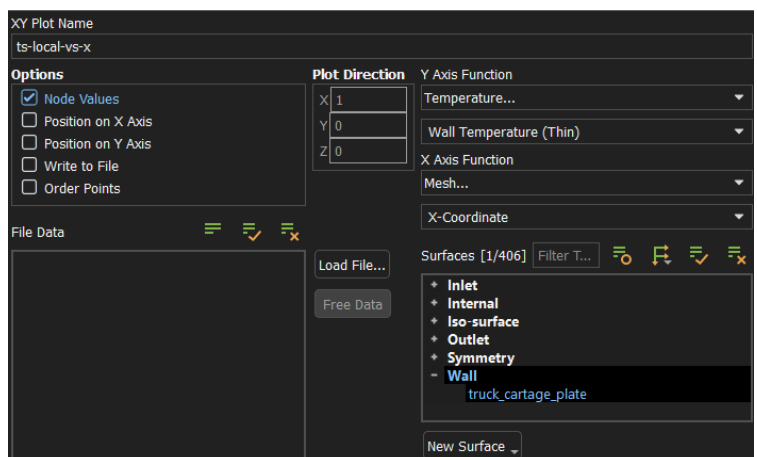 XY Plot Name
ts-local-vs-x
Options
Node Values
Position on X Axis
Position on Y Axis
Write to File
Order Points
Plot Direction
X 1
Y 0
Z 0
Y Axis Function
Temperature...
Wall Temperature (Thin)
X Axis Function
Mesh...
X-Coordinate
File Data
Load File...
Free Data
Surfaces [1/406] Filter T...
Inlet
Internal
Iso-surface
Outlet
Symmetry
Wall
truck_cartage_plate
New Surface